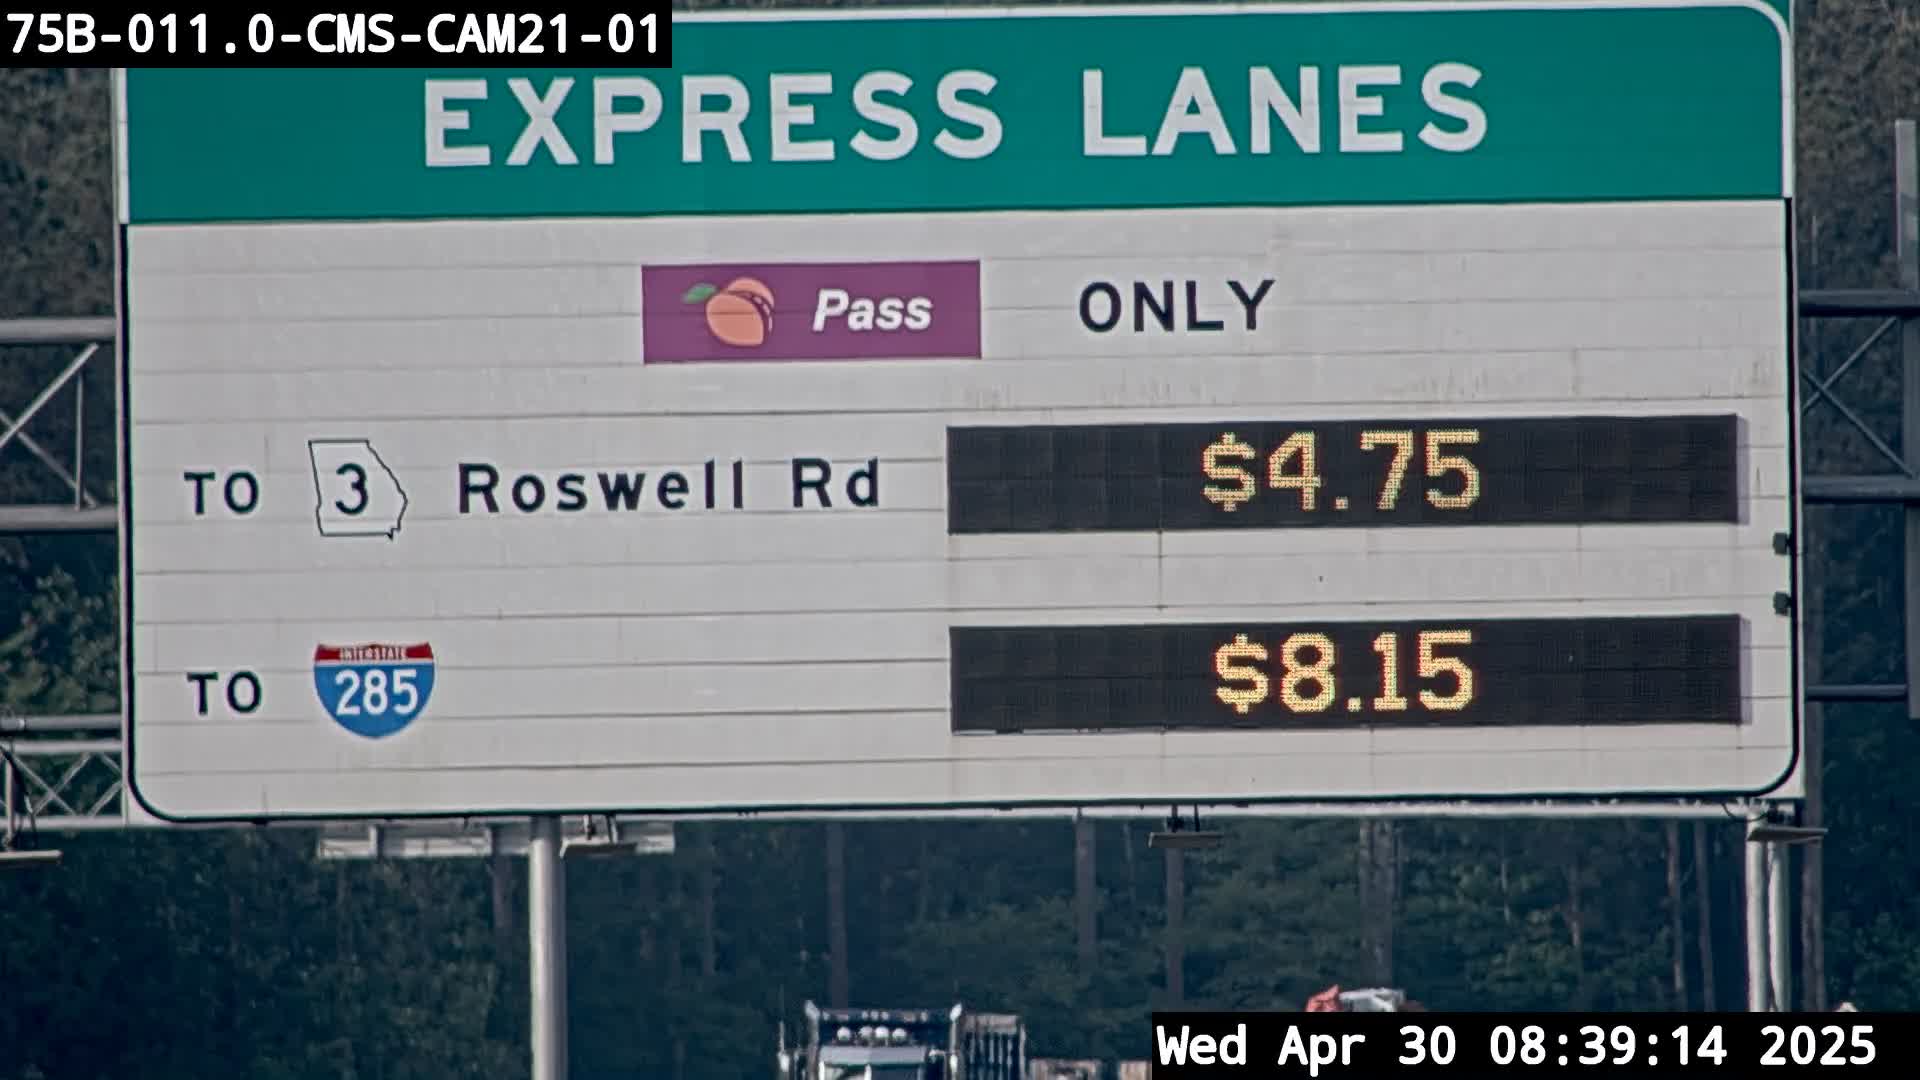 75B-011.0-CMS-CAM21-01
EXPRESS LANES
Pass ONLY
TO 3 Roswell Rd $4.75
INTERSTATE
TO 285 $8.15
Wed Apr 30 08:39:14 2025